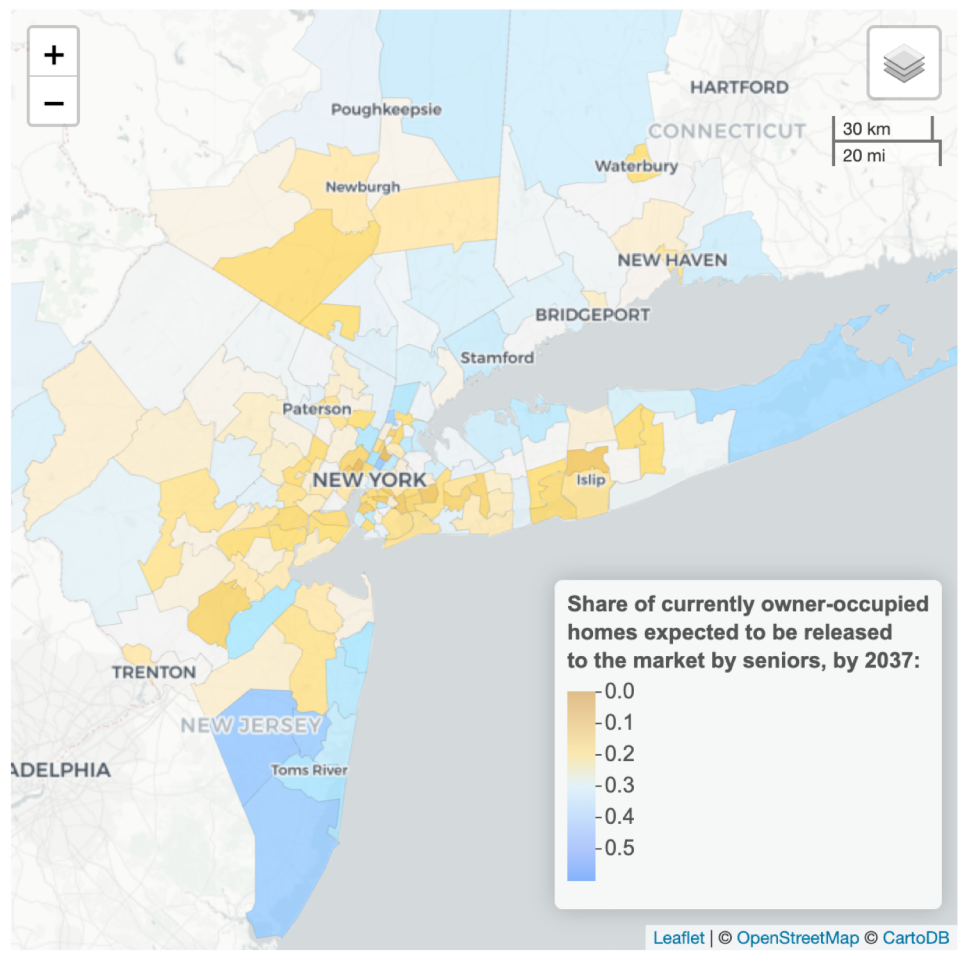 +
−
HARTFORD
Poughkeepsie
CONNECTICUT
30 km
20 mi
Waterbury
Newburgh
NEW HAVEN
BRIDGEPORT
Stamford
Paterson
NEW YORK
Islip
Share of currently owner-occupied
homes expected to be released
to the market by seniors, by 2037:
0.0
0.1
0.2
0.3
0.4
0.5
TRENTON
NEW JERSEY
ADELPHIA
Toms River
Leaflet | © OpenStreetMap © CartoDB